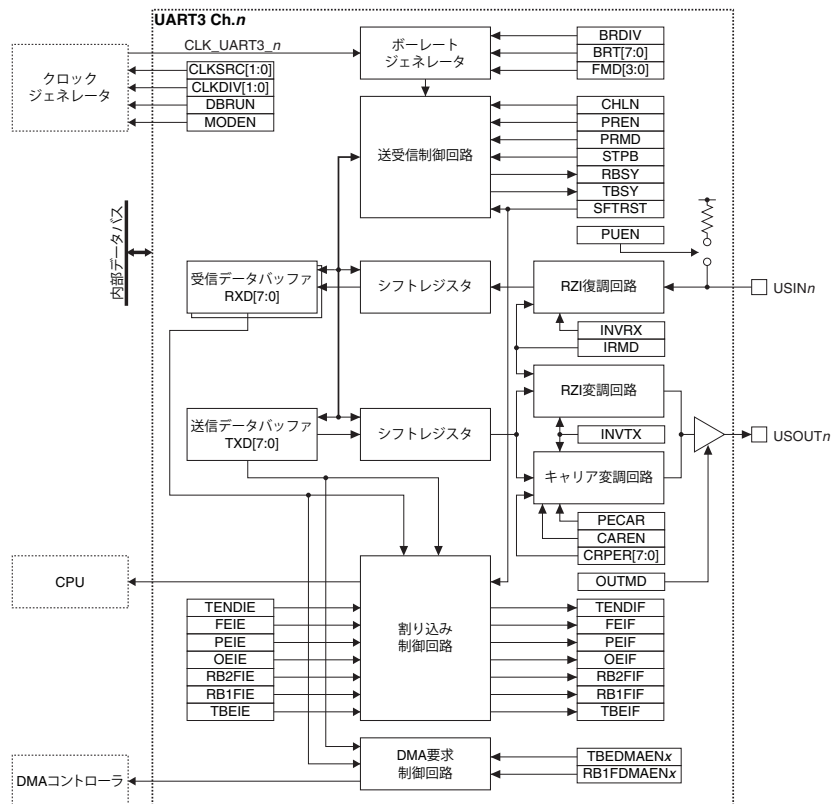 UART3 Ch.n
CLK_UART3_n
クロック
ジェネレータ
CLKSRC[1:0]
CLKDIV[1:0]
DBRUN
MODEN
ボーレート
ジェネレータ
BRDIV
BRT[7:0]
FMD[3:0]
送受信制御回路
CHLN
PREN
PRMD
STPB
RBSY
TBSY
SFTRST
PUEN
内部データバス
受信データバッファ
RXD[7:0]
シフトレジスタ
RZI復調回路
USINn
INVRX
IRMD
RZI変調回路
送信データバッファ
TXD[7:0]
シフトレジスタ
INVTX
USOUTn
キャリア変調回路
PECAR
CAREN
CRPER[7:0]
CPU
OUTMD
割り込み
制御回路
TENDIE
FEIE
PEIE
OEIE
RB2FIE
RB1FIE
TBEIE
TENDIF
FEIF
PEIF
OEIF
RB2FIF
RB1FIF
TBEIF
DMAコントローラ
DMA要求
制御回路
TBEDMAENx
RB1FDMAENx